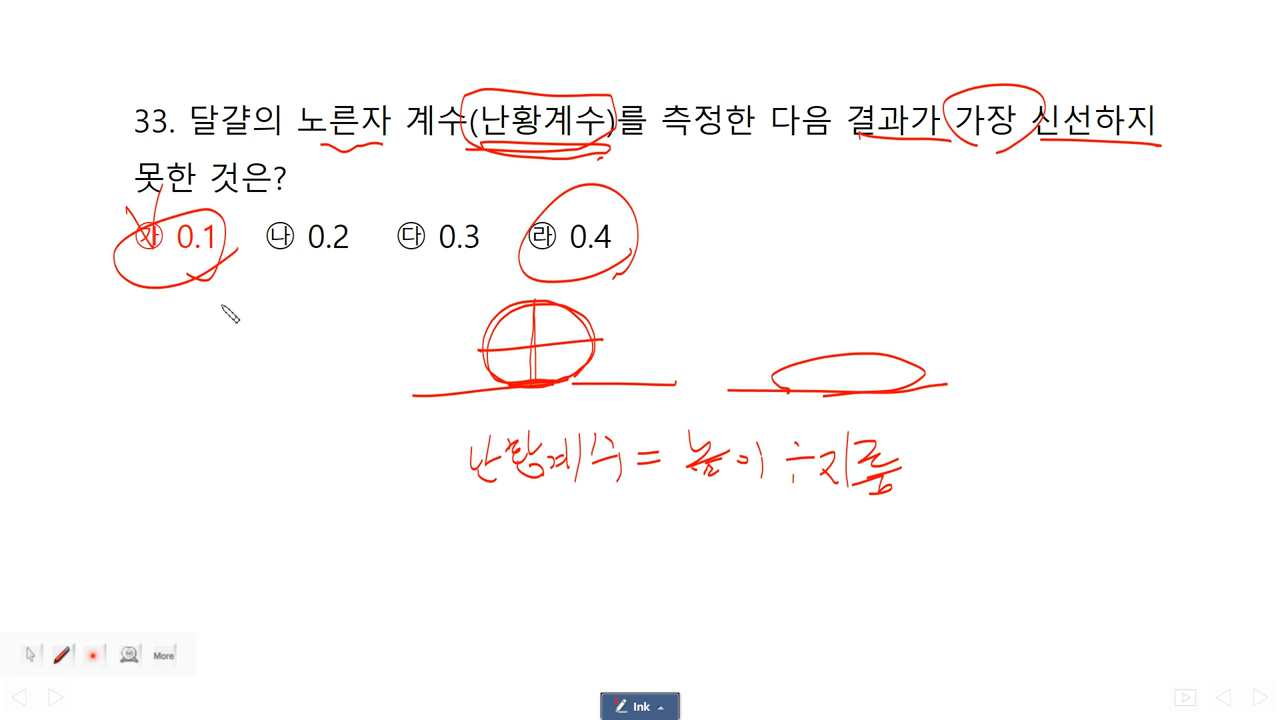 33. 달걀의 노른자 계수(난황계수)를 측정한 다음 결과가 가장 신선하지
못한 것은?
㉮ 0.1 ㉯ 0.2 ㉰ 0.3 ㉱ 0.4
난황계수 = 높이 ÷ 지름
More
Ink